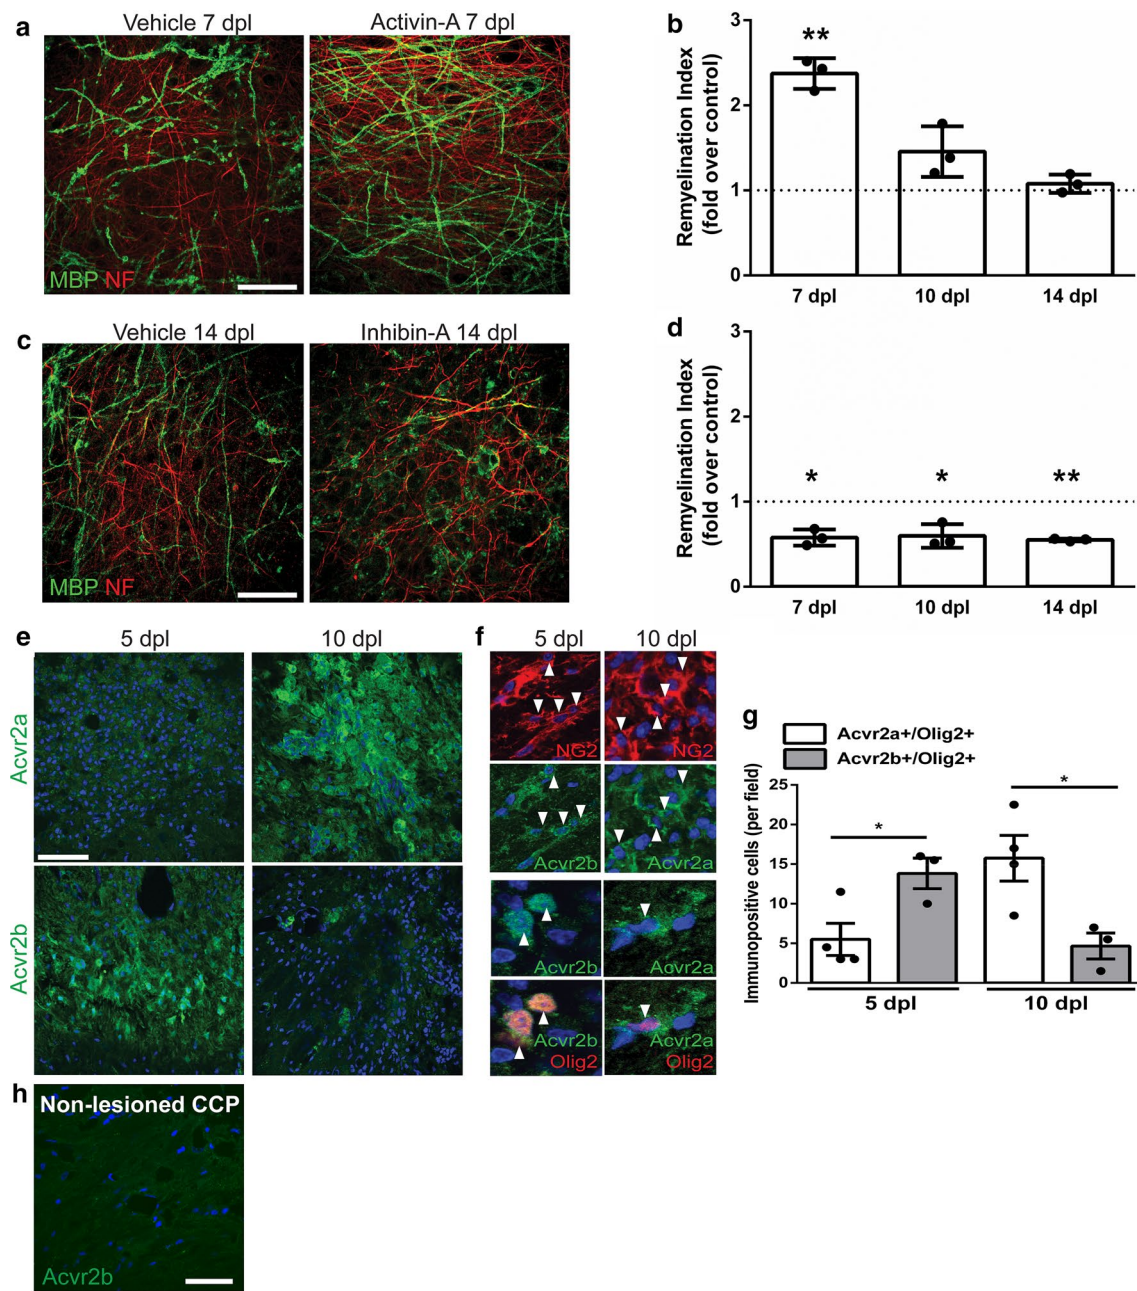 a
Vehicle 7 dpl
Activin-A 7 dpl
MBP NF
b
Remyelination Index
(fold over control)
3
2
1
0
**
7 dpl
10 dpl
14 dpl
c
Vehicle 14 dpl
Inhibin-A 14 dpl
MBP NF
d
Remyelination Index
(fold over control)
3
2
1
0
*
*
**
7 dpl
10 dpl
14 dpl
e
5 dpl
10 dpl
Acvr2a
Acvr2b
f
5 dpl
10 dpl
NG2
NG2
Acvr2b
Acvr2a
Acvr2b
Acvr2a
Acvr2b
Olig2
Acvr2a
Olig2
g
Acvr2a+/Olig2+
Acvr2b+/Olig2+
Immunopositive cells (per field)
25
20
15
10
5
0
*
*
5 dpl
10 dpl
h
Non-lesioned CCP
Acvr2b